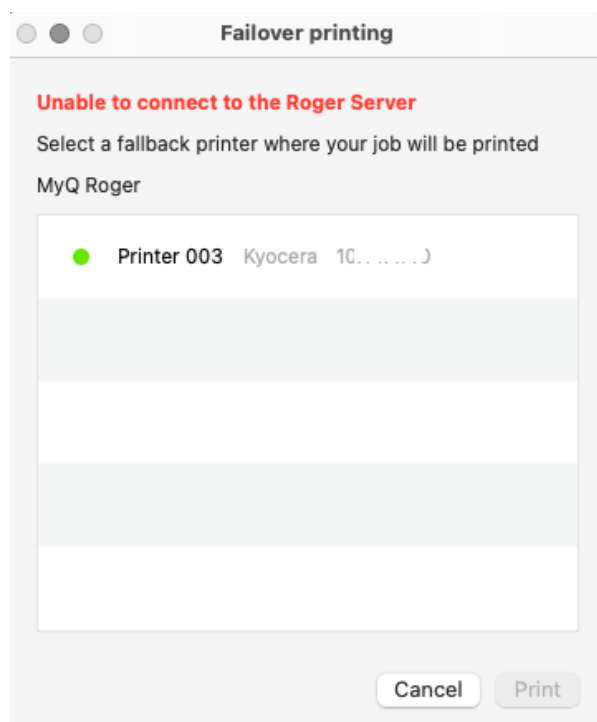 Failover printing
Unable to connect to the Roger Server
Select a fallback printer where your job will be printed
MyQ Roger
Printer 003 Kyocera
Cancel Print